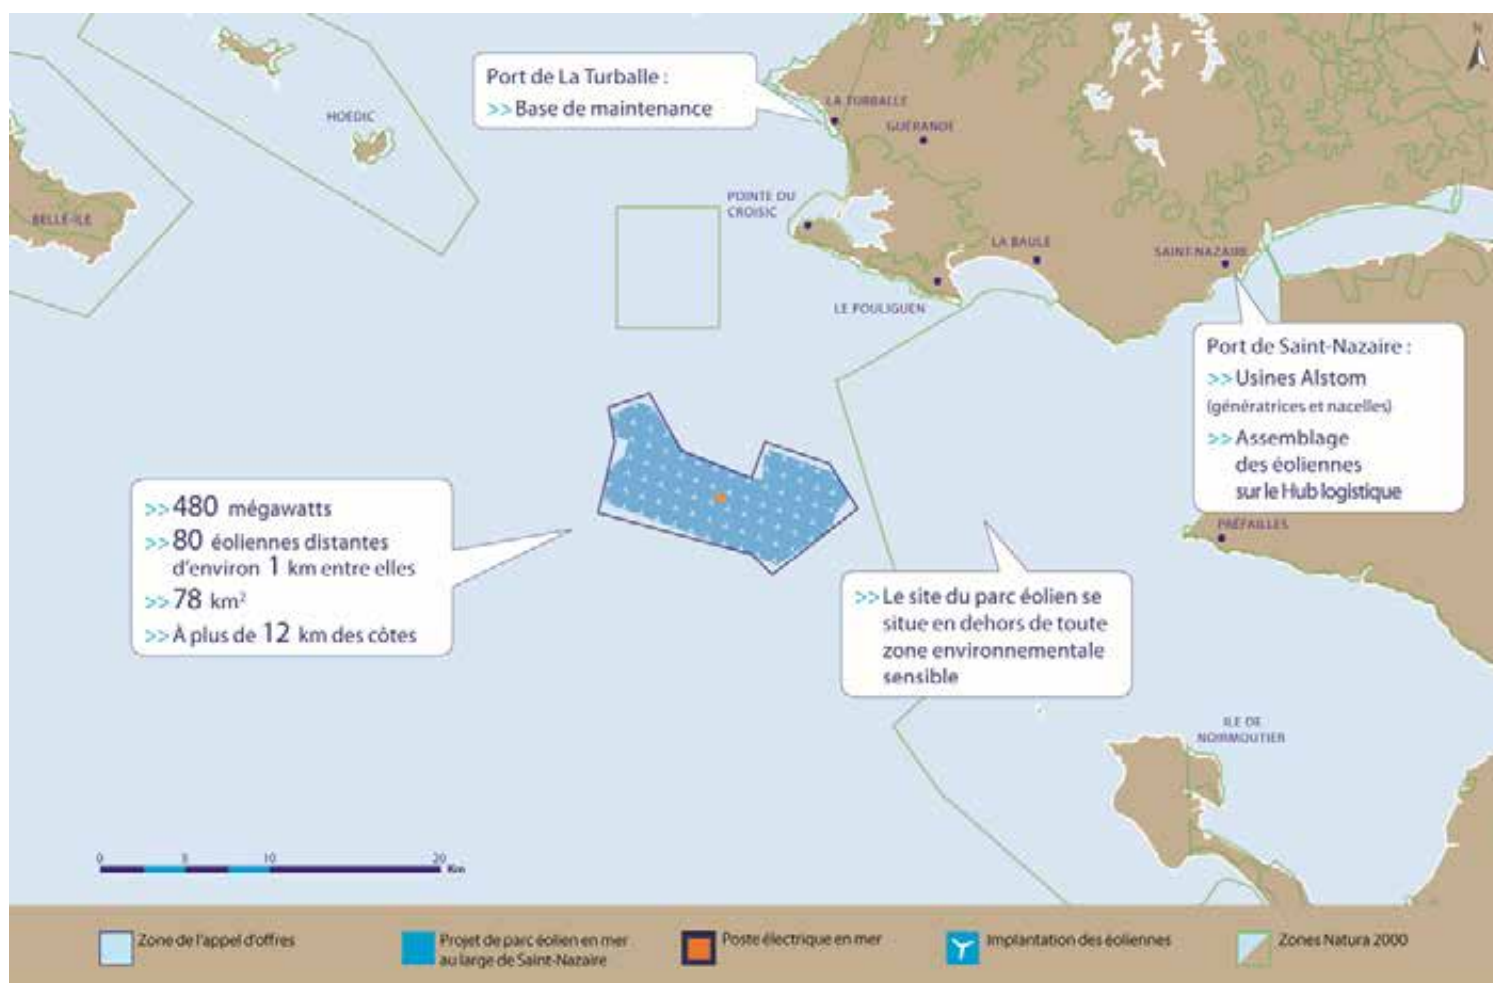 N
Port de La Turballe :
>> Base de maintenance
LA TURBALLE
GUÉRANDE
HOEDIC
BELLE-ILE
POINTE DU
CROISIC
LA BAULE
SAINT-NAZAIRE
LE POULIGUEN
Port de Saint-Nazaire :
>> Usines Alstom
(génératrices et nacelles)
>> Assemblage
des éoliennes
sur le Hub logistique
PRÉFAILLES
>> 480 mégawatts
>> 80 éoliennes distantes
d'environ 1 km entre elles
>> 78 km²
>> À plus de 12 km des côtes
>> Le site du parc éolien se
situe en dehors de toute
zone environnementale
sensible
ILE DE
NOIRMOUTIER
0 5 10 20
Km
Zone de l'appel d'offres
Projet de parc éolien en mer
au large de Saint-Nazaire
Poste électrique en mer
Implantation des éoliennes
Zones Natura 2000